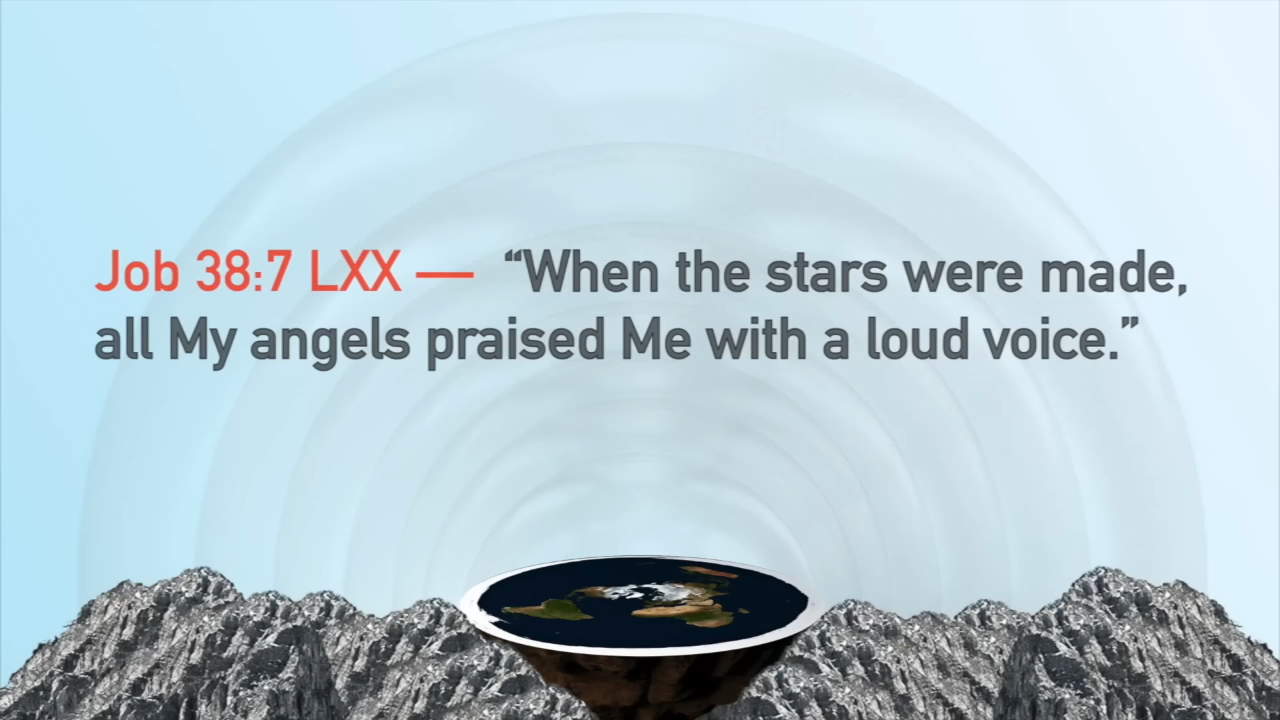 Job 38:7 LXX — “When the stars were made,
all My angels praised Me with a loud voice.”